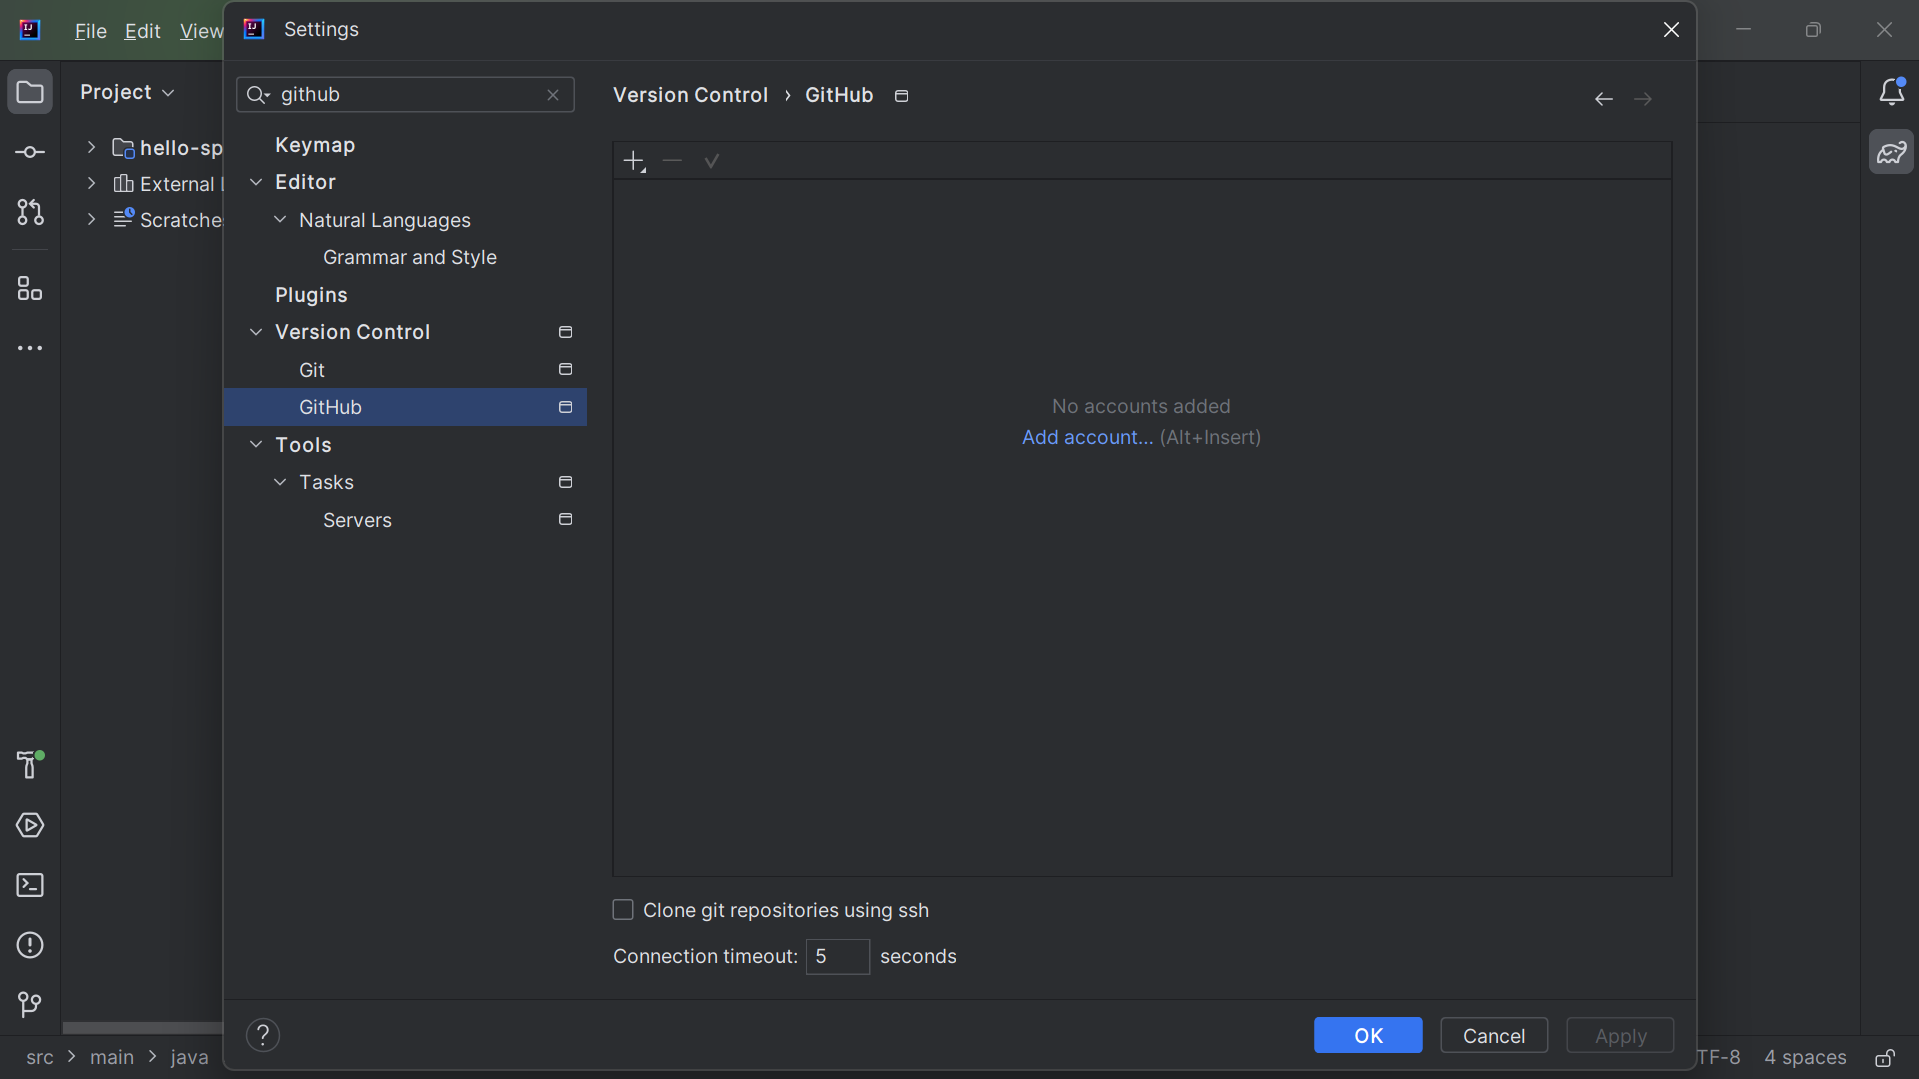 File Edit View
Settings
Project
github
Version Control › GitHub
Keymap
hello-sp
Editor
External
Natural Languages
Scratche
Grammar and Style
Plugins
Version Control
Git
GitHub
No accounts added
Add account... (Alt+Insert)
Tools
Tasks
Servers
Clone git repositories using ssh
Connection timeout: 5 seconds
?
OK Cancel Apply
src > main > java
TF-8 4 spaces